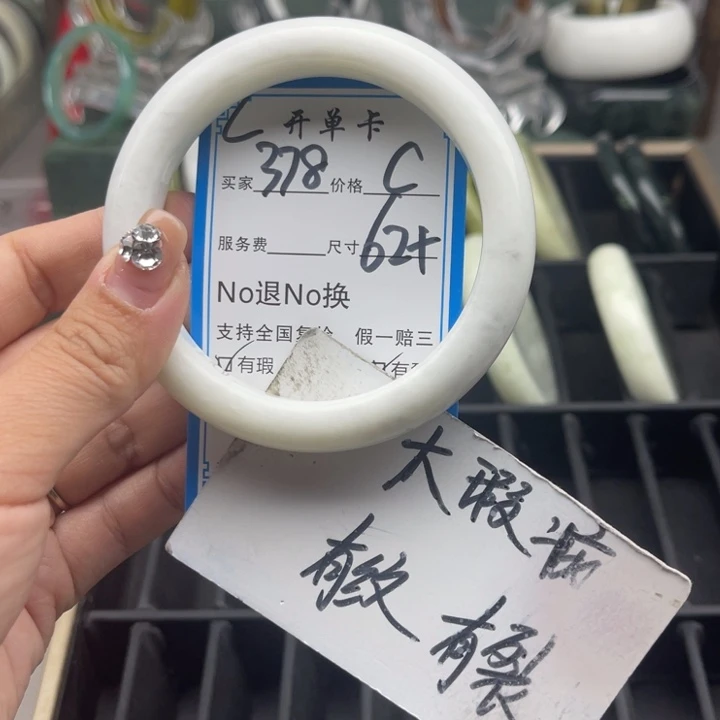 C 开单卡
买家 378 价格 C
服务费 尺寸 62+
No退No换
支持全国复检 假一赔三
有瑕 有
大瑕疵
有纹
有裂